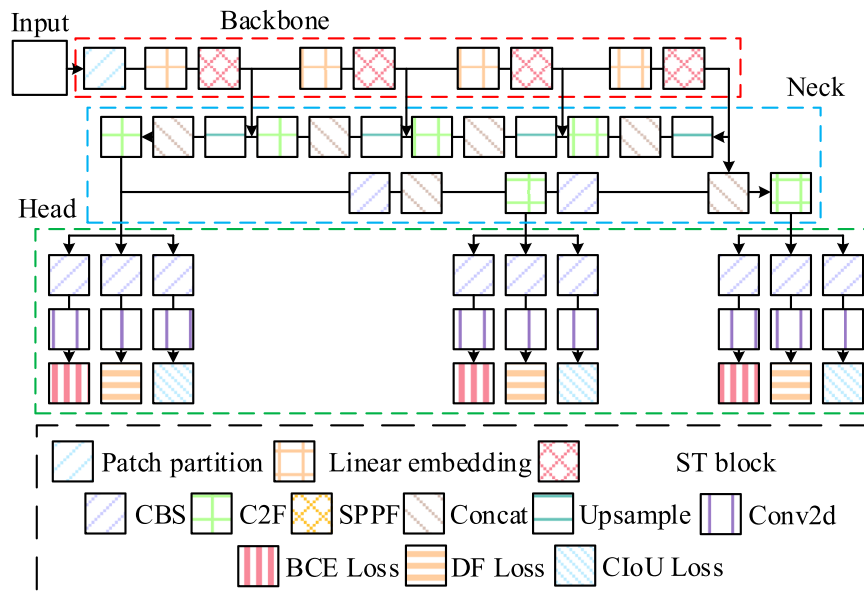 Input
Backbone
Neck
Head
Patch partition Linear embedding ST block
CBS C2F SPPF Concat Upsample Conv2d
BCE Loss DF Loss CIoU Loss